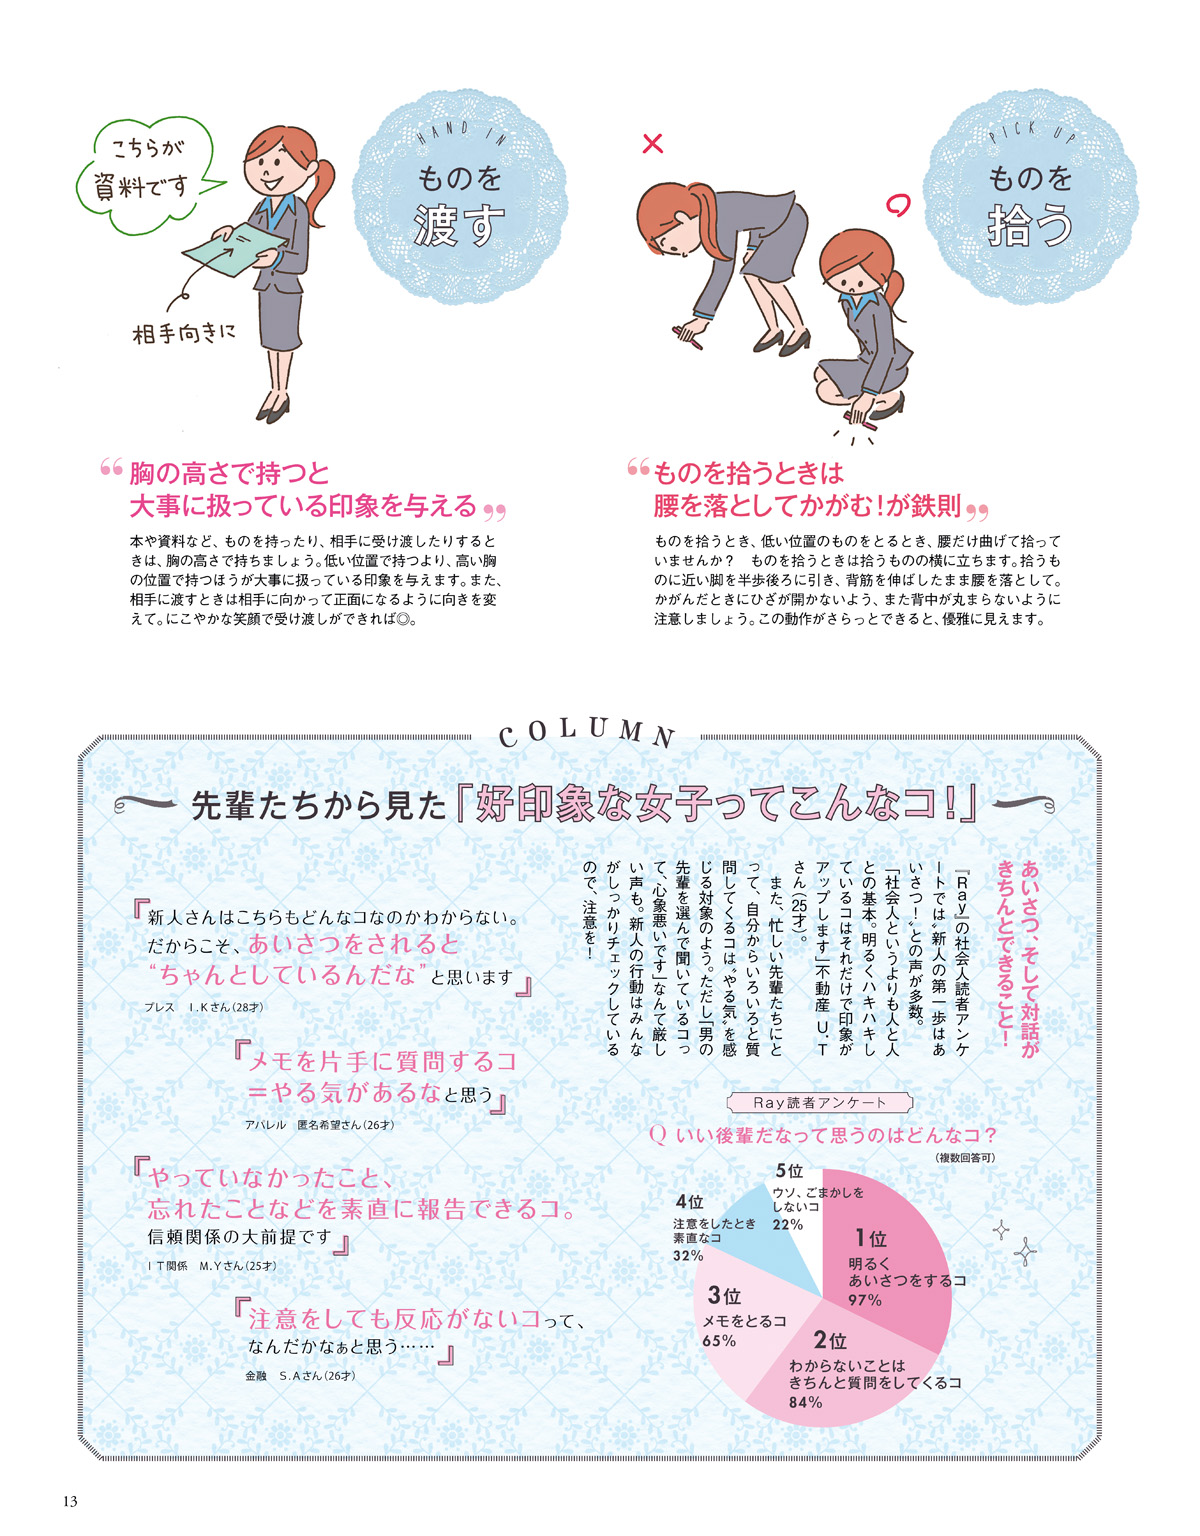 こちらが
資料です
相手向きに
HAND IN
ものを
渡す
“胸の高さで持つと
大事に扱っている印象を与える”
本や資料など、ものを持ったり、相手に受け渡したりすると
きは、胸の高さで持ちましょう。低い位置で持つより、高い胸
の位置で持つほうが大事に扱っている印象を与えます。また、
相手に渡すときは相手に向かって正面になるように向きを変
えて。にこやかな笑顔で受け渡しができれば◎。
PICK UP
ものを
拾う
“ものを拾うときは
腰を落としてかがむ!が鉄則”
ものを拾うとき、低い位置のものをとるとき、腰だけ曲げて拾って
いませんか?　ものを拾うときは拾うものの横に立ちます。拾うも
のに近い脚を半歩後ろに引き、背筋を伸ばしたまま腰を落として。
かがんだときにひざが開かないよう、また背中が丸まらないように
注意しましょう。この動作がさらっとできると、優雅に見えます。
COLUMN
先輩たちから見た「好印象な女子ってこんなコ!」
あいさつ、そして対話が
きちんとできること!
『Ray』の社会人読者アンケ
ートでは〝新人の第一歩はあ
いさつ!〟との声が多数。
「社会人というよりも人と人
との基本。明るくハキハキし
ているコはそれだけで印象が
アップします」不動産　U・T
さん(25才)。
　また、忙しい先輩たちにと
って、自分からいろいろと質
問してくるコは〝やる気〟を感
じる対象のよう。ただし「男の
先輩を選んで聞いているコっ
て、心象悪いです」なんて厳し
い声も。新人の行動はみんな
がしっかりチェックしている
ので、注意を!
『新人さんはこちらもどんなコなのかわからない。
だからこそ、あいさつをされると
“ちゃんとしているんだな”と思います』
プレス　I.Kさん(28才)
『メモを片手に質問するコ
=やる気があるなと思う』
アパレル　匿名希望さん(26才)
『やっていなかったこと、
忘れたことなどを素直に報告できるコ。
信頼関係の大前提です』
IT関係　M.Yさん(25才)
『注意をしても反応がないコって、
なんだかなぁと思う……』
金融　S.Aさん(26才)
Ray読者アンケート
Q いい後輩だなって思うのはどんなコ?
(複数回答可)
1位
明るく
あいさつをするコ
97%
2位
わからないことは
きちんと質問をしてくるコ
84%
3位
メモをとるコ
65%
4位
注意をしたとき
素直なコ
32%
5位
ウソ、ごまかしを
しないコ
22%
13